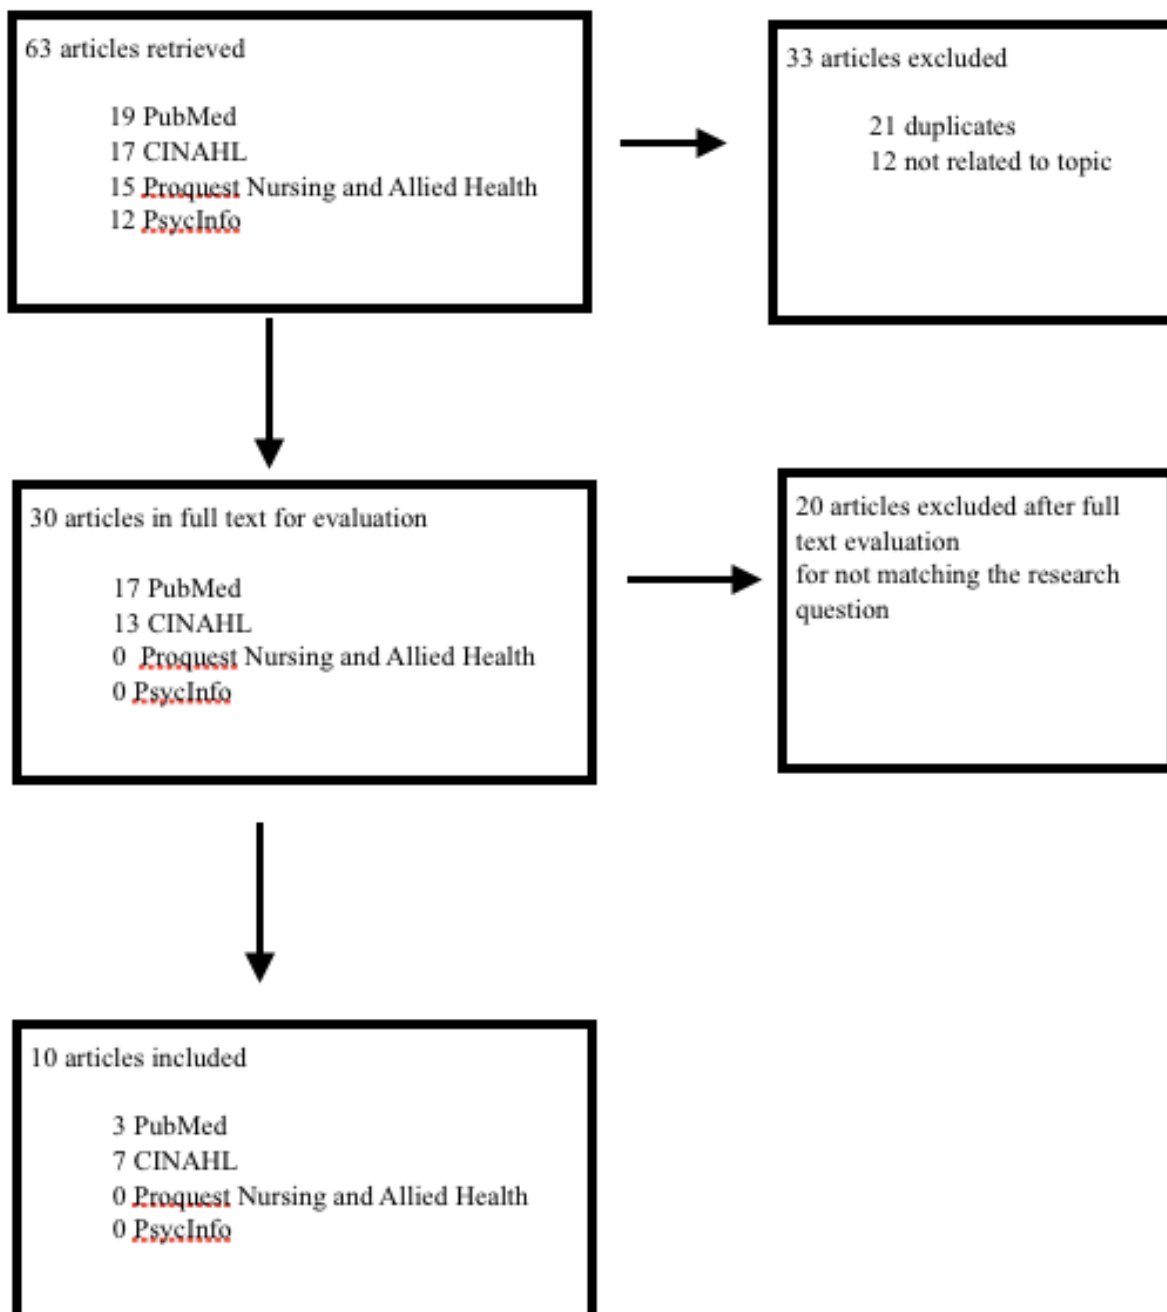 63 articles retrieved
19 PubMed
17 CINAHL
15 Proquest Nursing and Allied Health
12 PsycInfo
33 articles excluded
21 duplicates
12 not related to topic
30 articles in full text for evaluation
17 PubMed
13 CINAHL
0 Proquest Nursing and Allied Health
0 PsycInfo
20 articles excluded after full
text evaluation
for not matching the research
question
10 articles included
3 PubMed
7 CINAHL
0 Proquest Nursing and Allied Health
0 PsycInfo